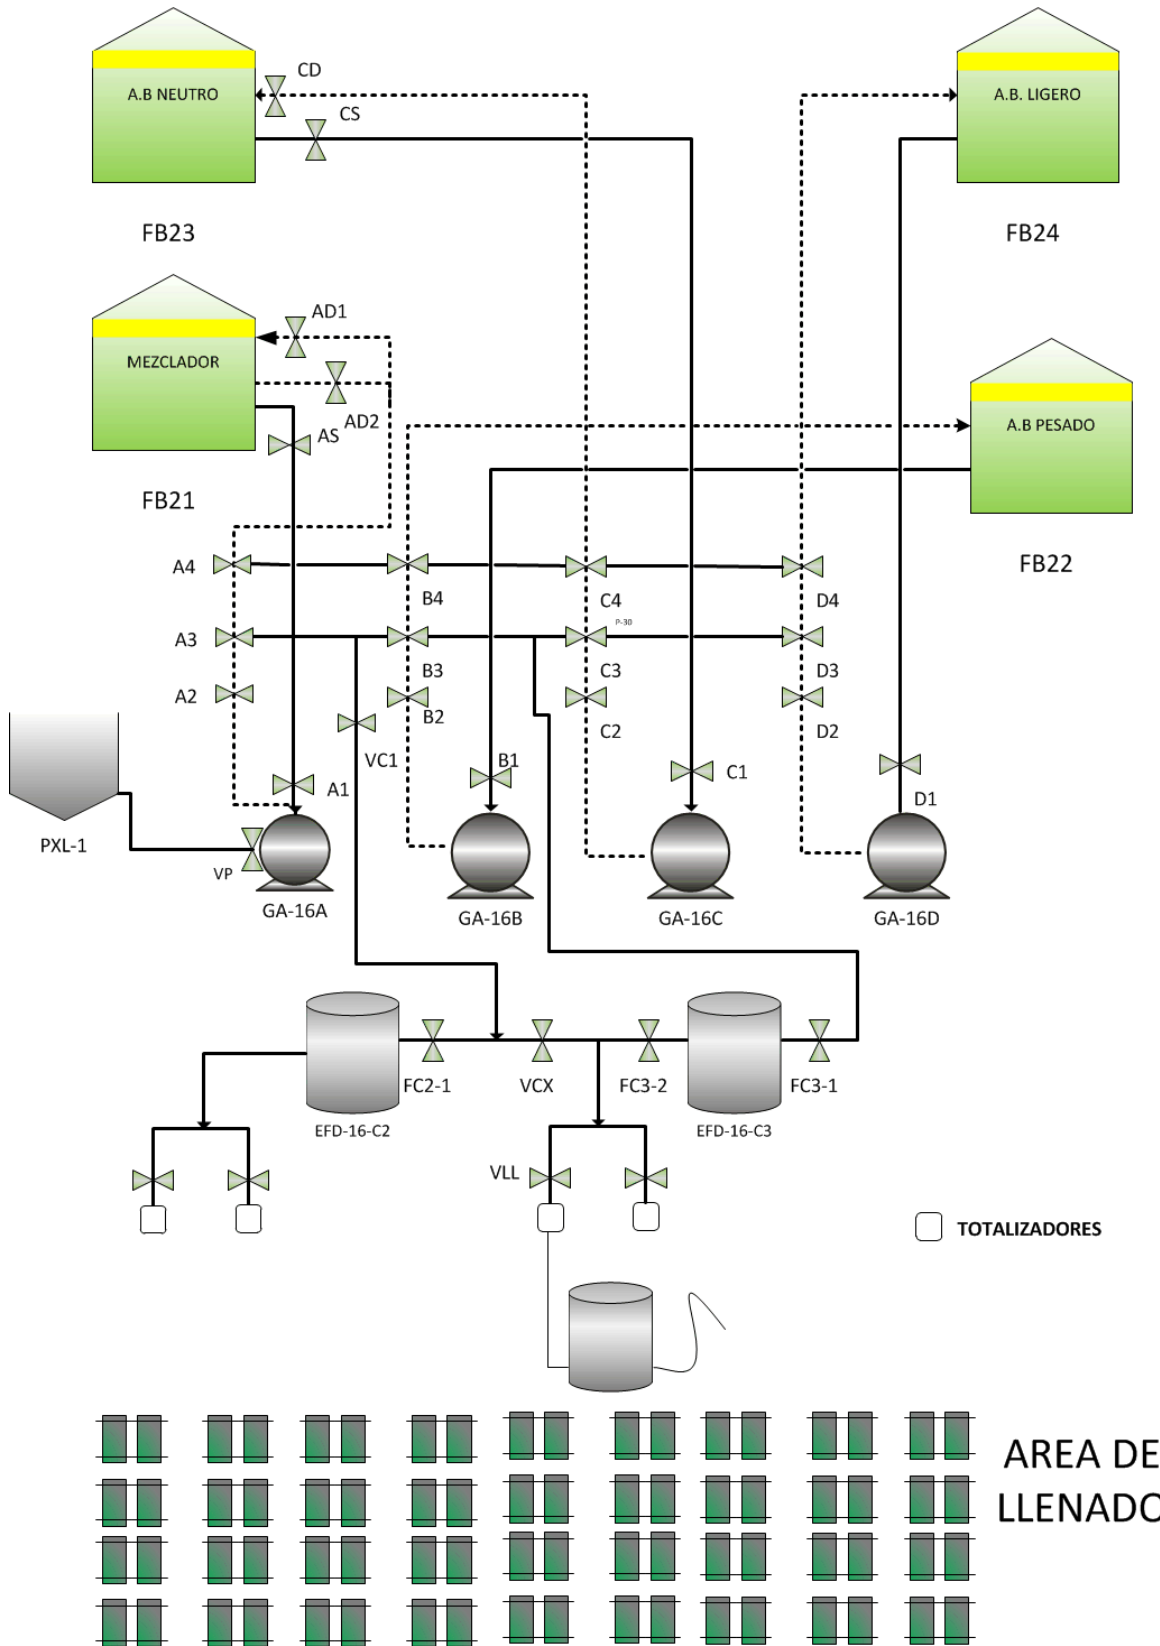 CD
A.B NEUTRO
A.B. LIGERO
CS
FB23
FB24
AD1
MEZCLADOR
AD2
AS
A.B PESADO
FB21
A4
FB22
B4
C4
D4
P-30
A3
B3
C3
D3
A2
B2
C2
D2
VC1
B1
C1
A1
D1
PXL-1
VP
GA-16A
GA-16B
GA-16C
GA-16D
FC2-1
VCX
FC3-2
FC3-1
EFD-16-C2
EFD-16-C3
VLL
TOTALIZADORES
AREA DE
LLENADO